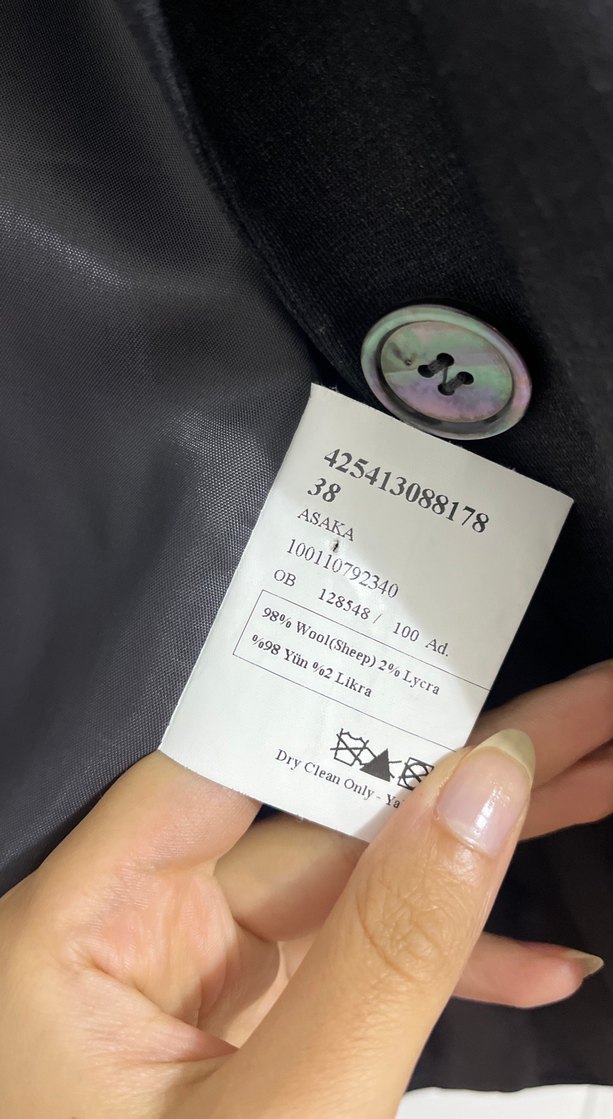 425413088178
38
ASAKA
100110792340
OB 128548 / 100 Ad.
98% Wool(Sheep) 2% Lycra
%98 Yün %2 Likra
Dry Clean Only -